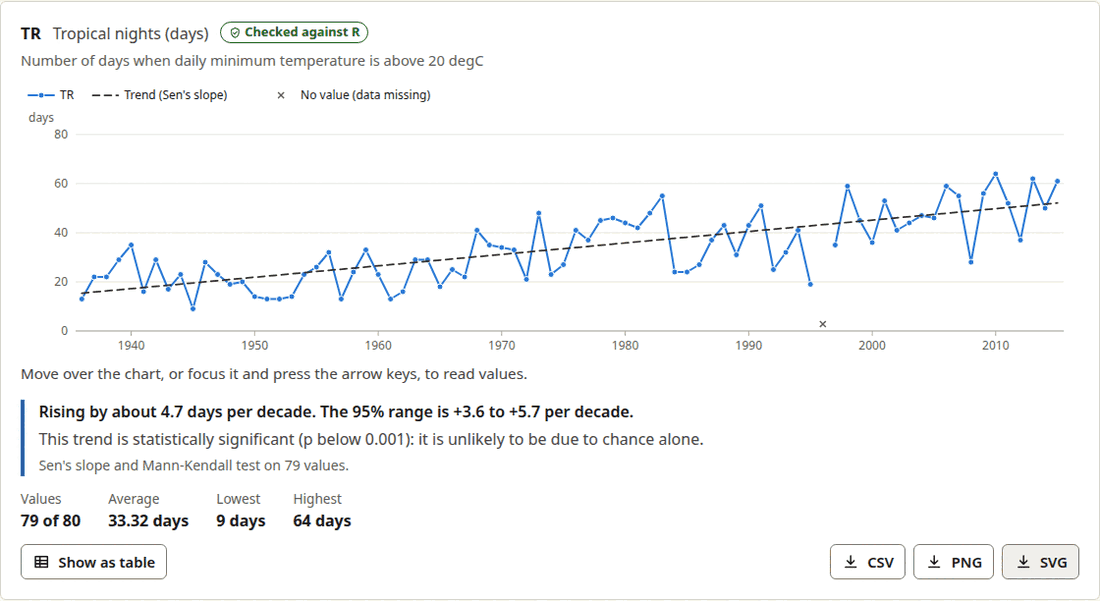 TR Tropical nights (days) Checked against R
Number of days when daily minimum temperature is above 20 degC
TR Trend (Sen's slope) × No value (data missing)
days
80
60
40
20
0
1940 1950 1960 1970 1980 1990 2000 2010
Move over the chart, or focus it and press the arrow keys, to read values.
Rising by about 4.7 days per decade. The 95% range is +3.6 to +5.7 per decade.
This trend is statistically significant (p below 0.001): it is unlikely to be due to chance alone.
Sen's slope and Mann-Kendall test on 79 values.
Values Average Lowest Highest
79 of 80 33.32 days 9 days 64 days
Show as table CSV PNG SVG